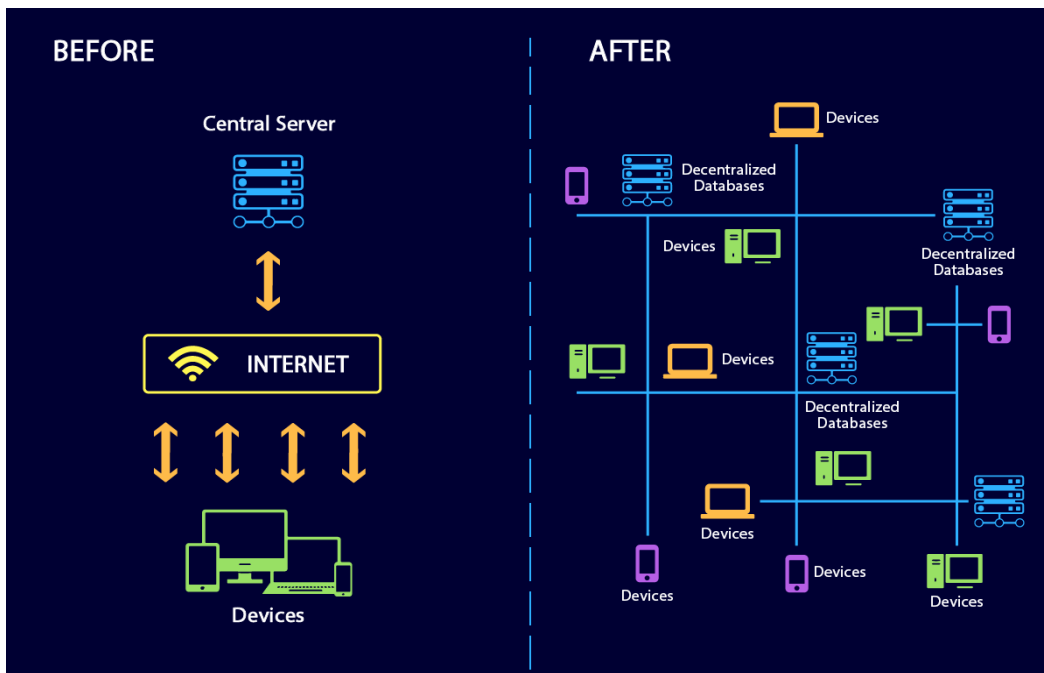 BEFORE
Central Server
INTERNET
Devices
AFTER
Devices
Decentralized
Databases
Devices
Decentralized
Databases
Devices
Decentralized
Databases
Devices
Devices
Devices
Devices